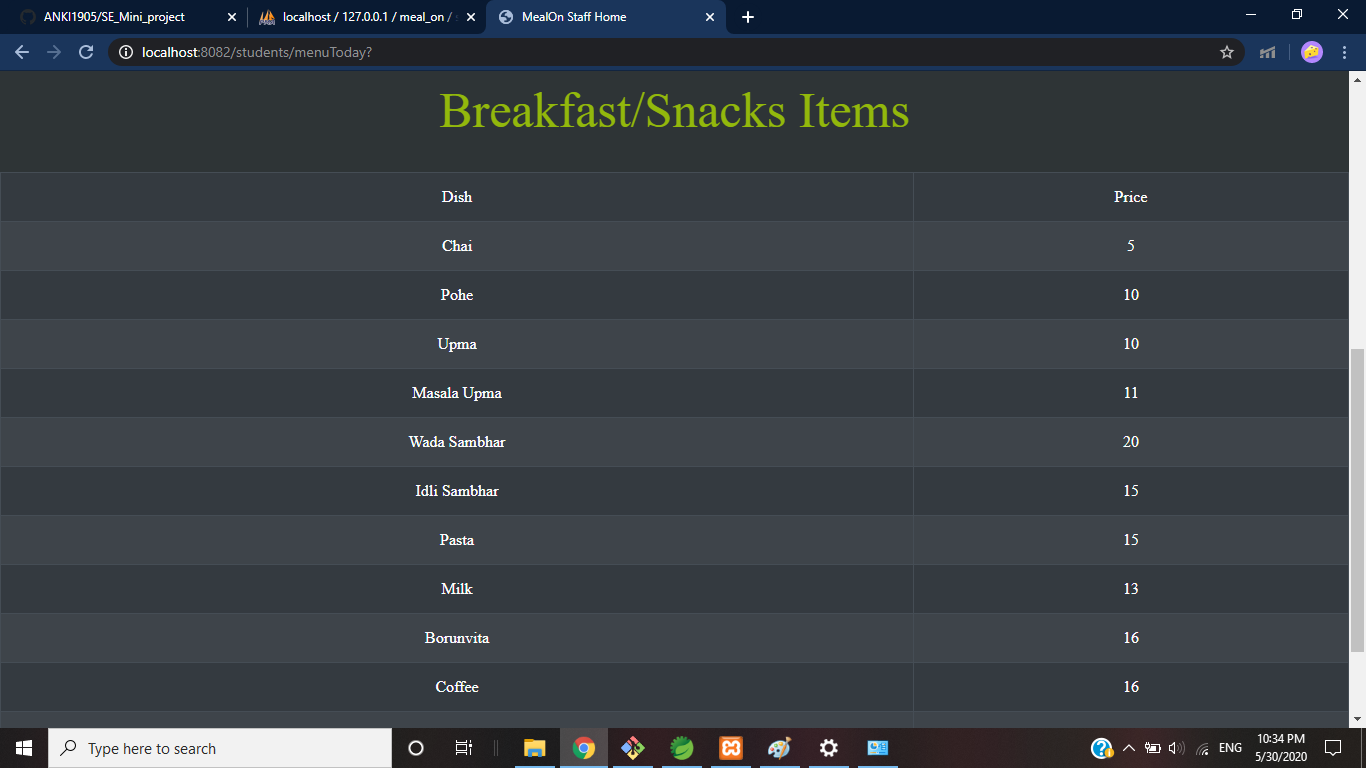 ANKI1905/SE_Mini_project
localhost / 127.0.0.1 / meal_on /
MealOn Staff Home
localhost:8082/students/menuToday?
Breakfast/Snacks Items
Dish Price
Chai 5
Pohe 10
Upma 10
Masala Upma 11
Wada Sambhar 20
Idli Sambhar 15
Pasta 15
Milk 13
Borunvita 16
Coffee 16
Type here to search
ENG
10:34 PM
5/30/2020